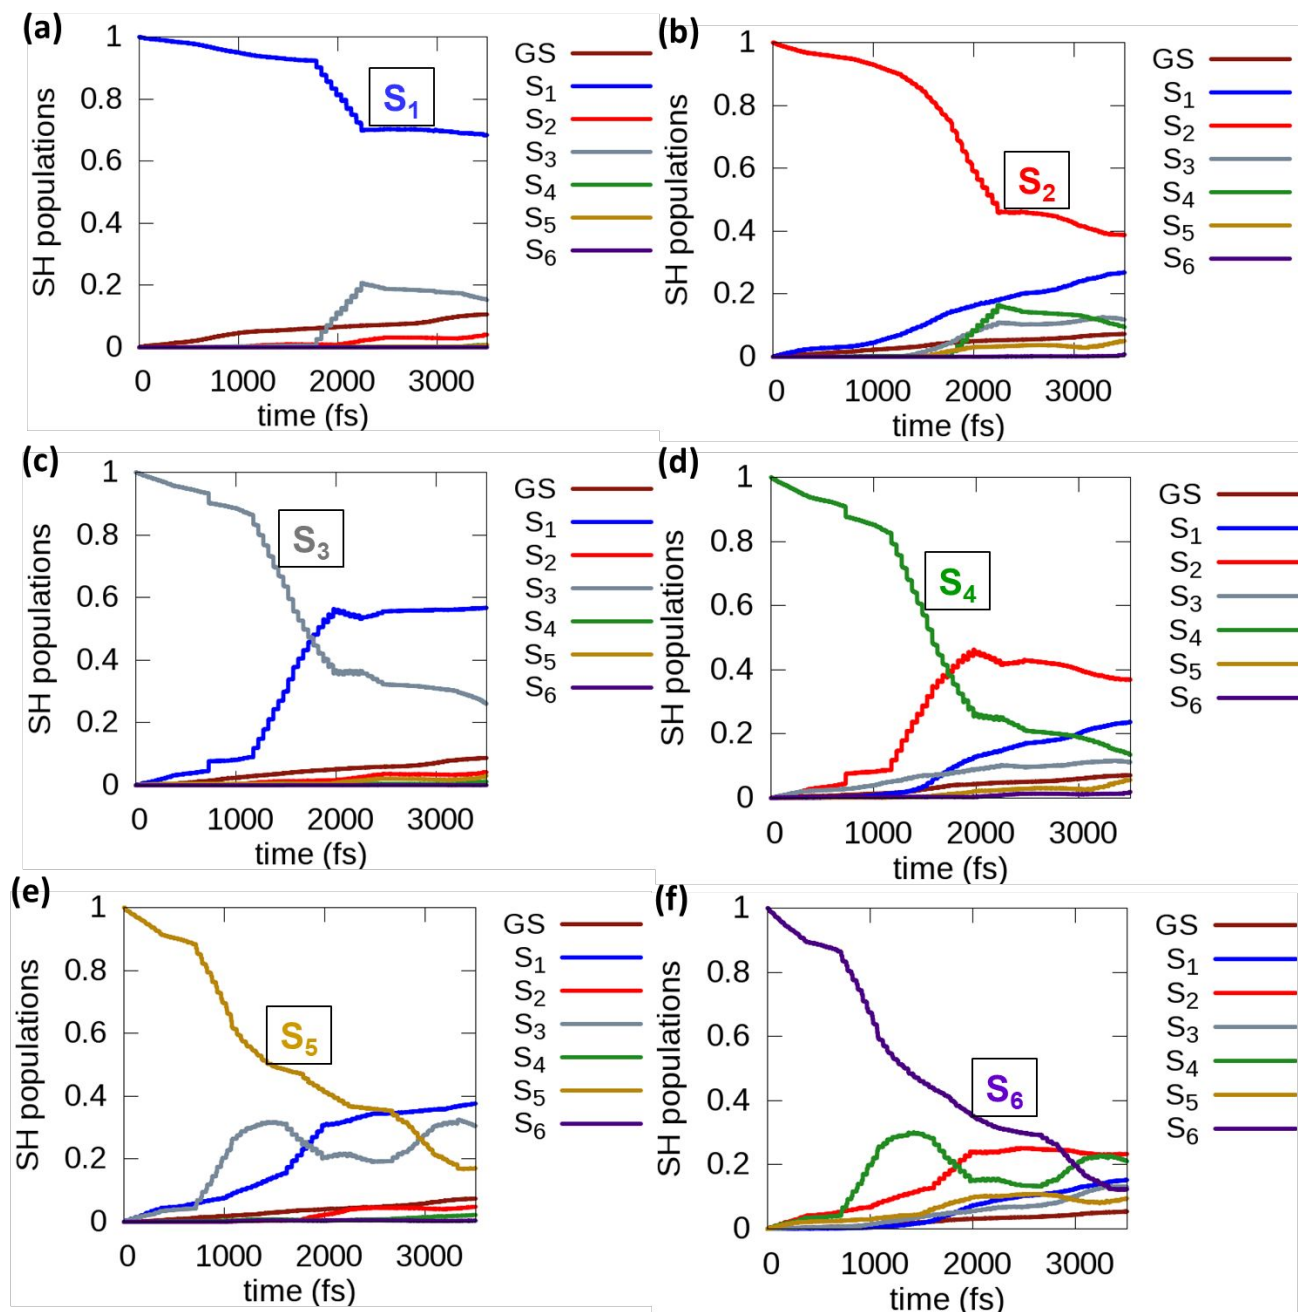 (a)
SH populations
1
0.8
0.6
0.4
0.2
0
0 1000 2000 3000
time (fs)
S1
GS
S1
S2
S3
S4
S5
S6
(b)
SH populations
1
0.8
0.6
0.4
0.2
0
0 1000 2000 3000
time (fs)
S2
GS
S1
S2
S3
S4
S5
S6
(c)
SH populations
1
0.8
0.6
0.4
0.2
0
0 1000 2000 3000
time (fs)
S3
GS
S1
S2
S3
S4
S5
S6
(d)
SH populations
1
0.8
0.6
0.4
0.2
0
0 1000 2000 3000
time (fs)
S4
GS
S1
S2
S3
S4
S5
S6
(e)
SH populations
1
0.8
0.6
0.4
0.2
0
0 1000 2000 3000
time (fs)
S5
GS
S1
S2
S3
S4
S5
S6
(f)
SH populations
1
0.8
0.6
0.4
0.2
0
0 1000 2000 3000
time (fs)
S6
GS
S1
S2
S3
S4
S5
S6